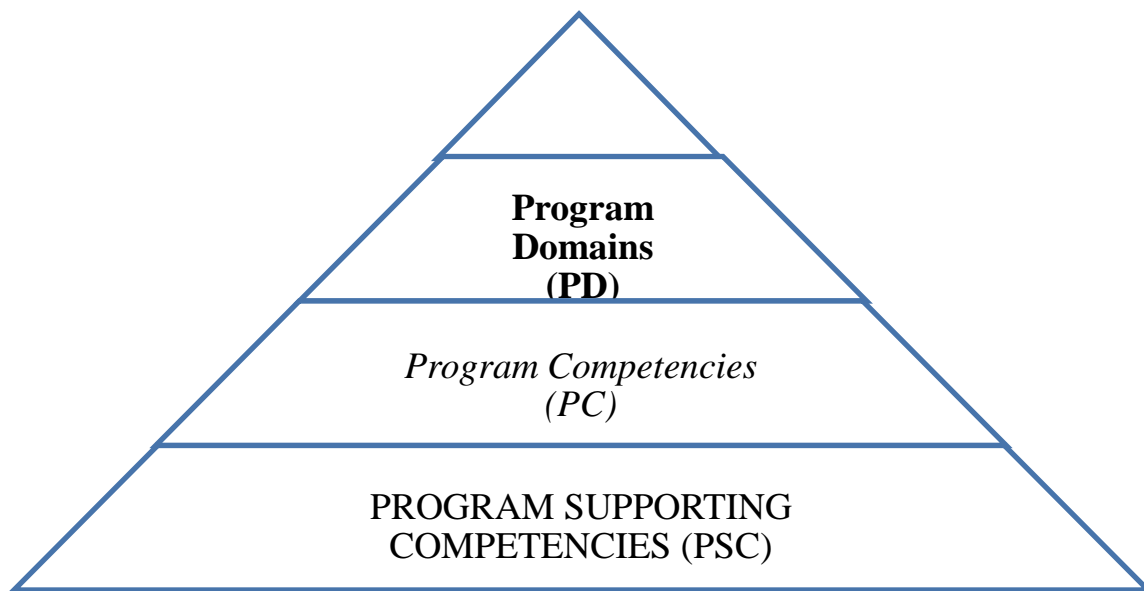 Program
Domains
(PD)
Program Competencies
(PC)
PROGRAM SUPPORTING
COMPETENCIES (PSC)